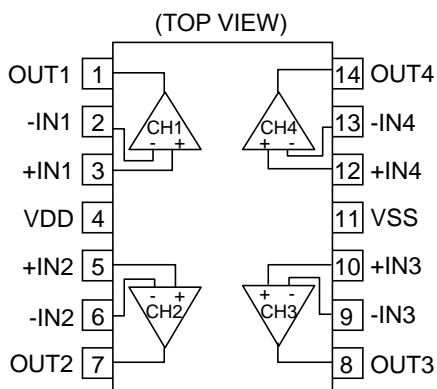 (TOP VIEW)
OUT1 1 14 OUT4
-IN1 2 CH1 - + CH4 + - 13 -IN4
+IN1 3 12 +IN4
VDD 4 11 VSS
+IN2 5 10 +IN3
-IN2 6 - + CH2 + - CH3 9 -IN3
OUT2 7 8 OUT3